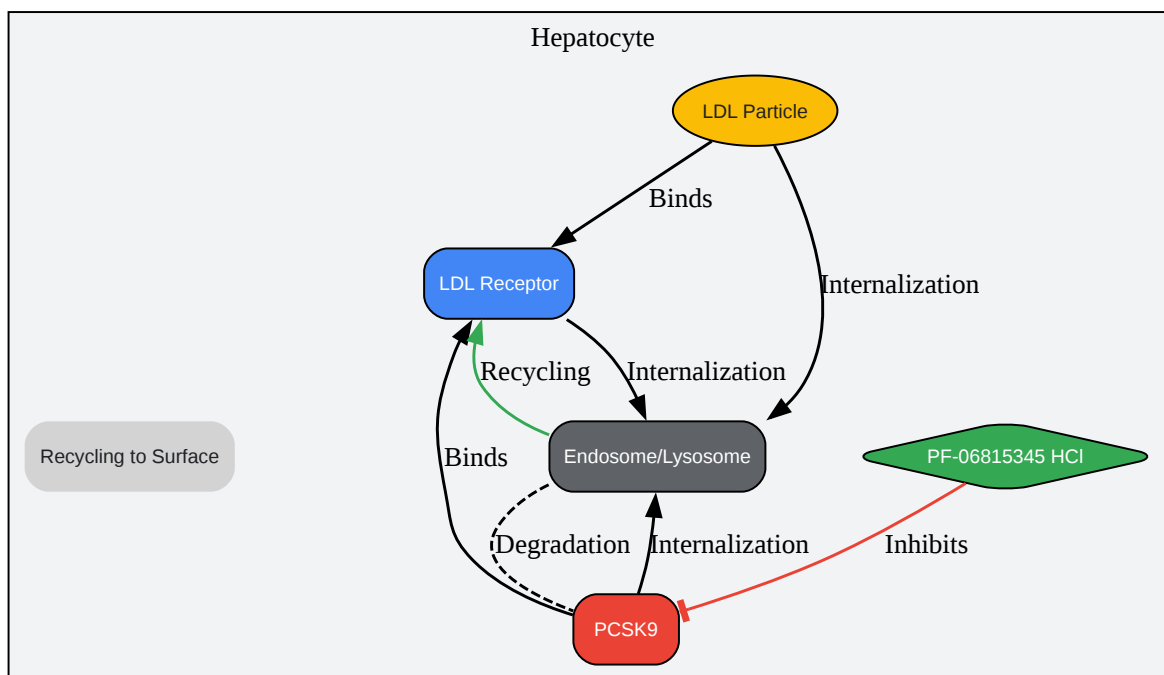 Hepatocyte
LDL Particle
Binds
LDL Receptor
Internalization
Recycling
Internalization
Recycling to Surface
Binds
Endosome/Lysosome
PF-06815345 HCl
Degradation
Internalization
Inhibits
PCSK9